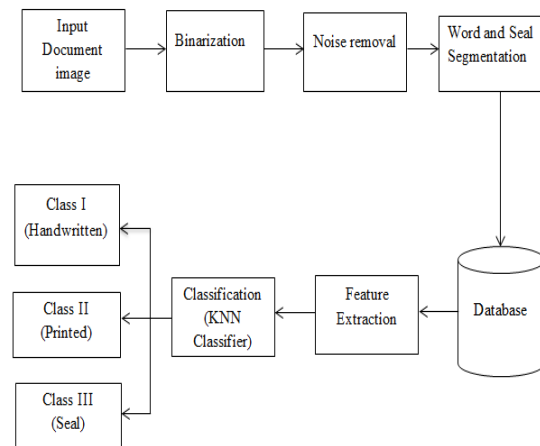 Input
Document
image
Binarization
Noise removal
Word and Seal
Segmentation
Class I
(Handwritten)
Class II
(Printed)
Class III
(Seal)
Classification
(KNN
Classifier)
Feature
Extraction
Database